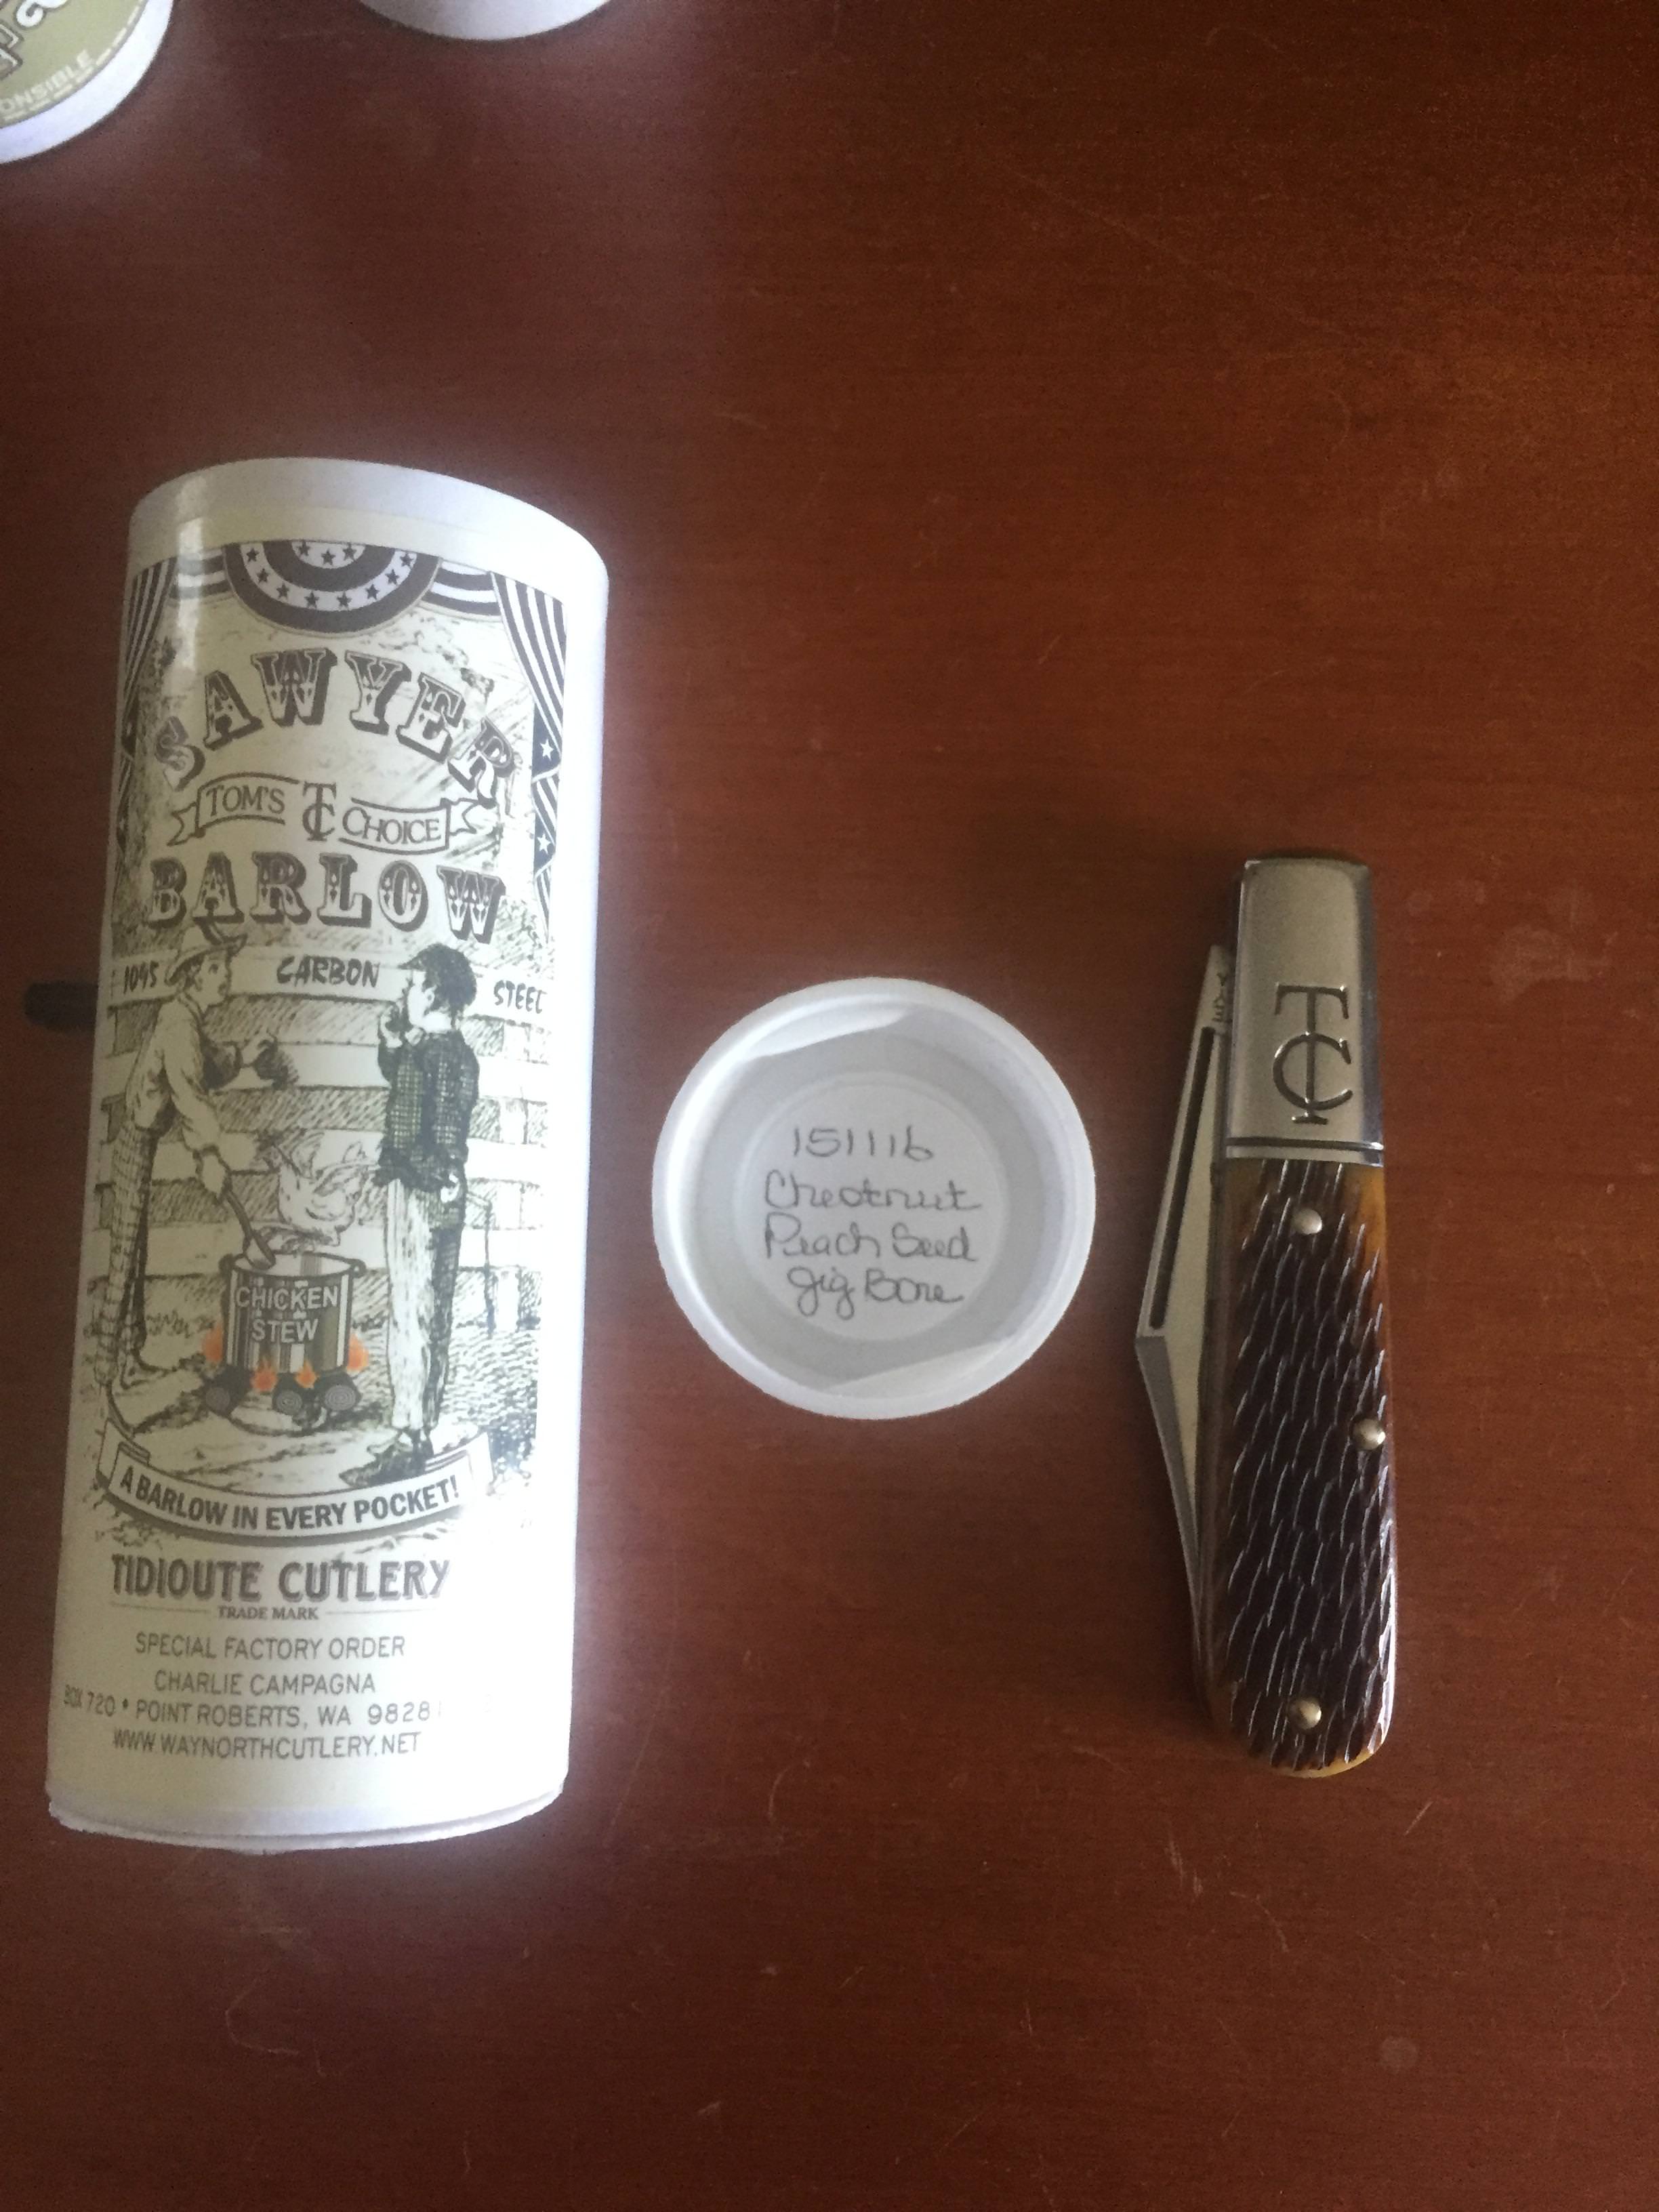 ONSIBLE
SAWYER
TOM'S TC CHOICE
BARLOW
1095 CARBON STEEL
CHICKEN
STEW
A BARLOW IN EVERY POCKET!
TIDIOUTE CUTLERY
TRADE MARK
SPECIAL FACTORY ORDER
CHARLIE CAMPAGNA
BOX 720 • POINT ROBERTS, WA 98281
WWW.WAYNORTHCUTLERY.NET
151116
Chestnut
Peach Seed
Jig Bone
TC